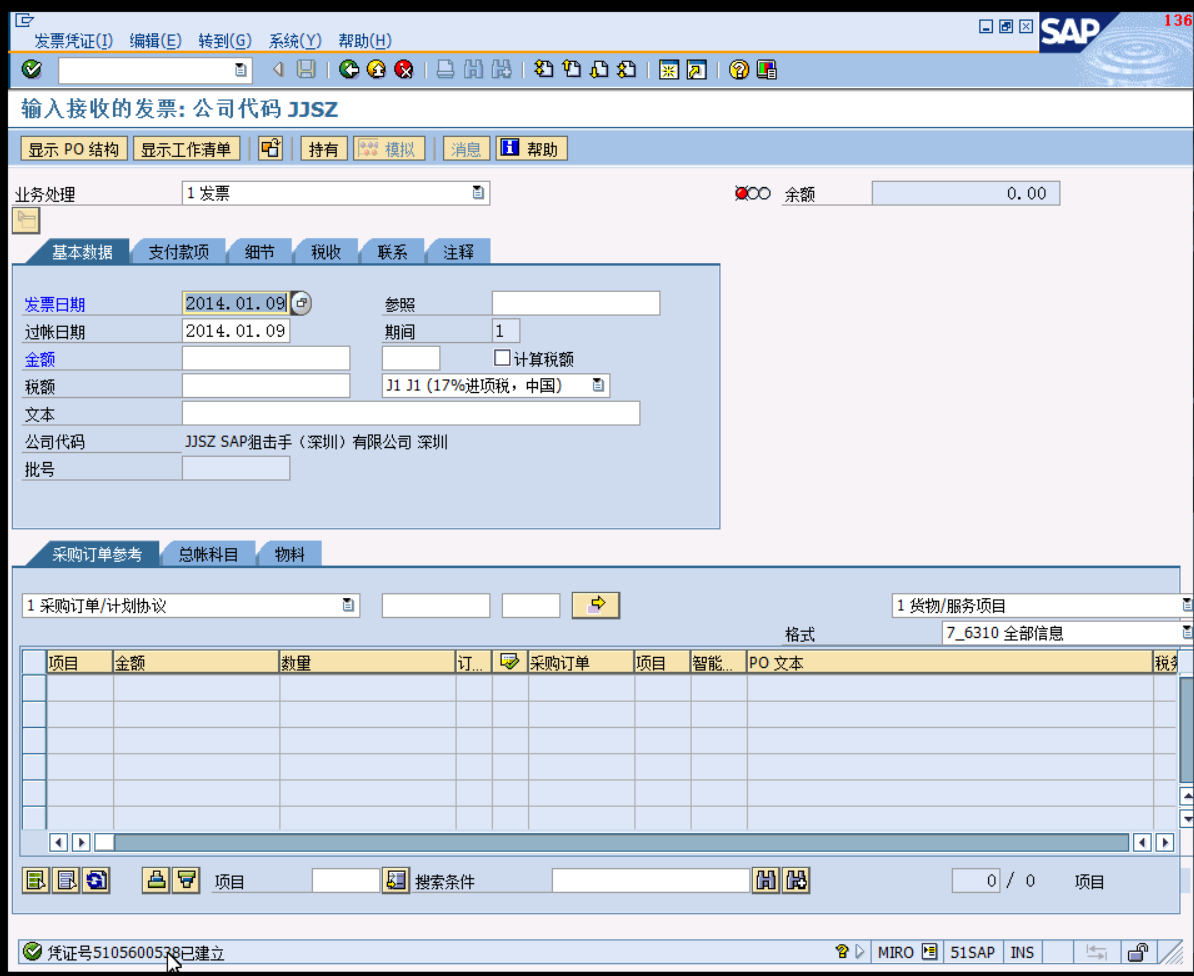 136
发票凭证(I) 编辑(E) 转到(G) 系统(Y) 帮助(H)
SAP
输入接收的发票: 公司代码 JJSZ
显示 PO 结构 显示工作清单 持有 模拟 消息 帮助
业务处理 1 发票 余额 0.00
基本数据 支付款项 细节 税收 联系 注释
发票日期 2014.01.09 参照
过帐日期 2014.01.09 期间 1
金额 计算税额
税额 J1 J1 (17%进项税，中国)
文本
公司代码 JJSZ SAP狙击手（深圳）有限公司 深圳
批号
采购订单参考 总帐科目 物料
1 采购订单/计划协议 1 货物/服务项目
格式 7_6310 全部信息
项目 金额 数量 订... 采购订单 项目 智能... PO 文本 税务
项目 搜索条件 0 / 0 项目
凭证号5105600538已建立 MIRO 51SAP INS